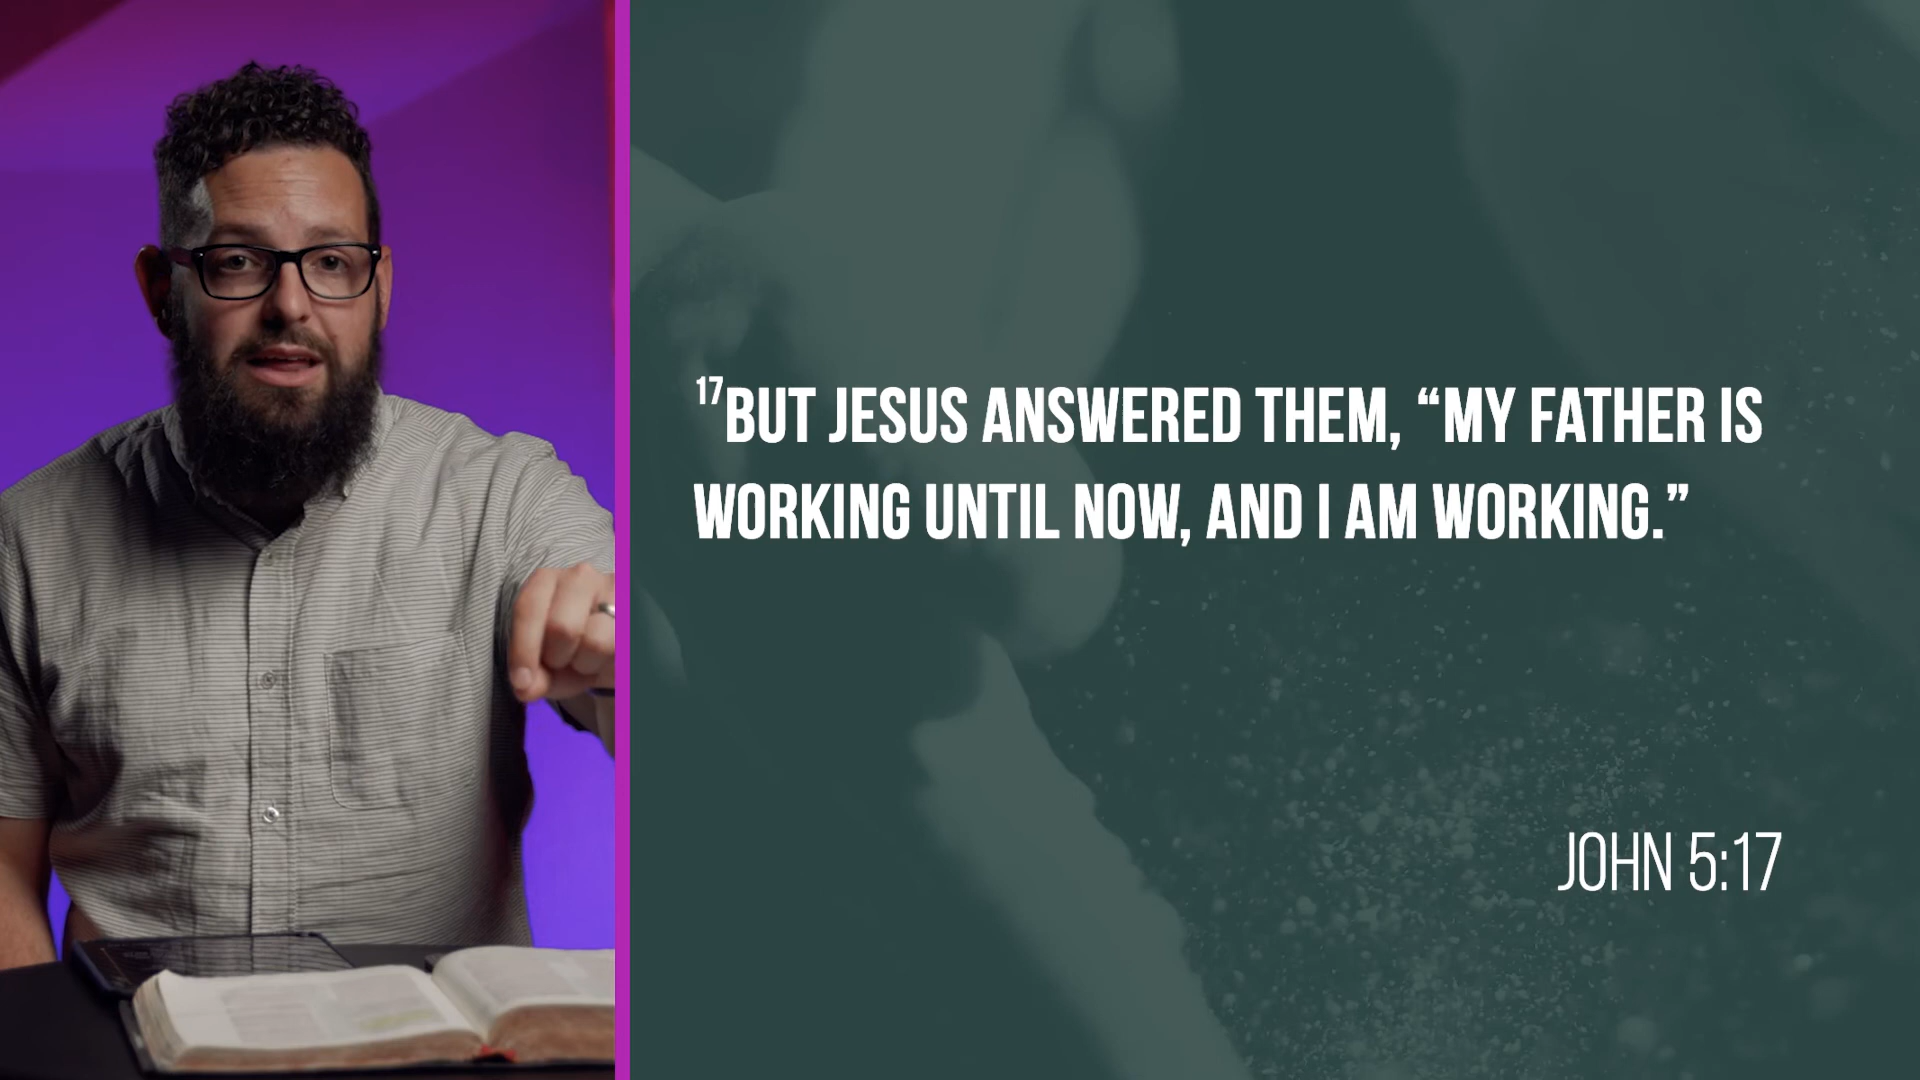 17BUT JESUS ANSWERED THEM, “MY FATHER IS
WORKING UNTIL NOW, AND I AM WORKING.”
JOHN 5:17